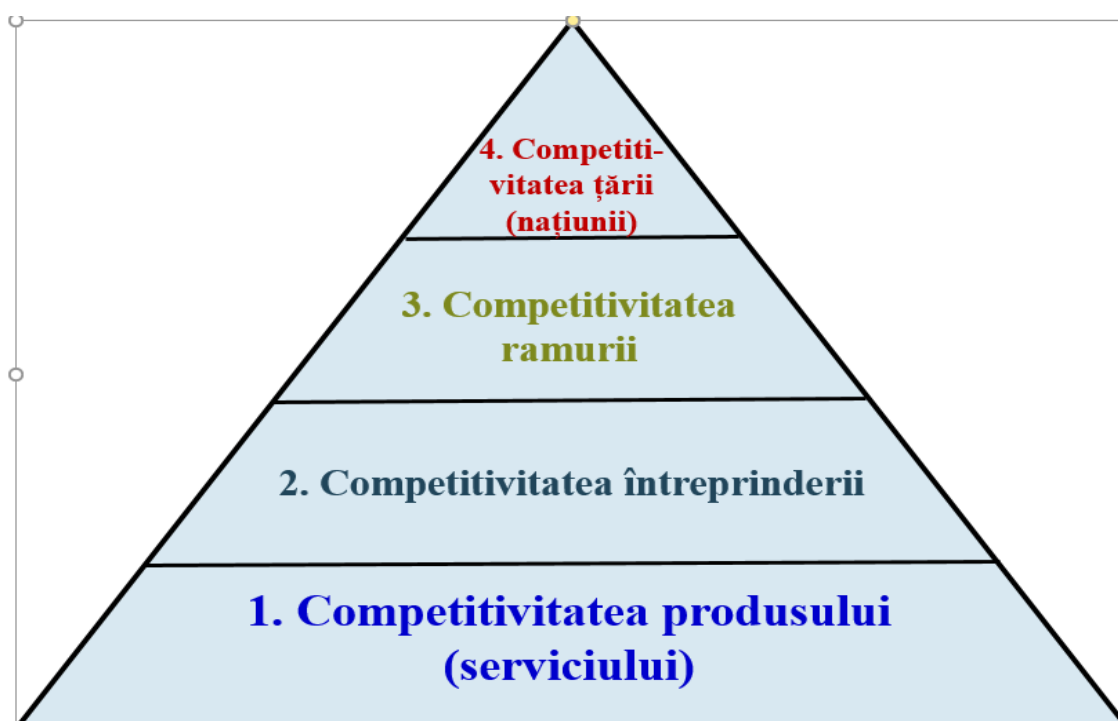 4. Competiti-
vitatea țării
(națiunii)
3. Competitivitatea
ramurii
2. Competitivitatea întreprinderii
1. Competitivitatea produsului
(serviciului)